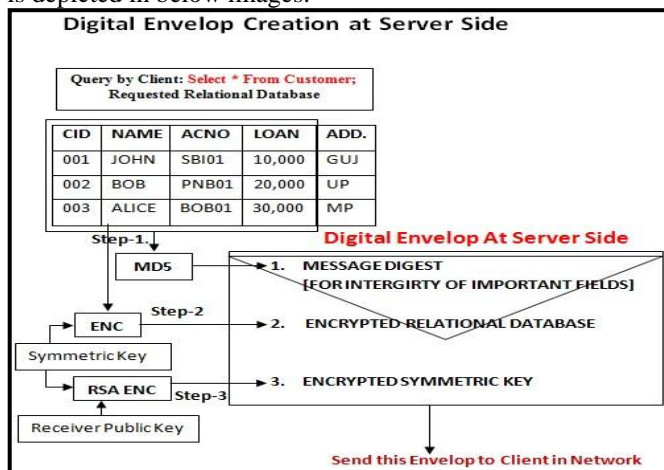 is depicted in below images.
Digital Envelop Creation at Server Side
Query by Client: Select * From Customer;
Requested Relational Database
CID NAME ACNO LOAN ADD.
001 JOHN SBI01 10,000 GUJ
002 BOB PNB01 20,000 UP
003 ALICE BOB01 30,000 MP
Step-1.
Digital Envelop At Server Side
MD5
1. MESSAGE DIGEST
[FOR INTERGIRTY OF IMPORTANT FIELDS]
Step-2
ENC
2. ENCRYPTED RELATIONAL DATABASE
Symmetric Key
RSA ENC
Step-3
3. ENCRYPTED SYMMETRIC KEY
Receiver Public Key
Send this Envelop to Client in Network